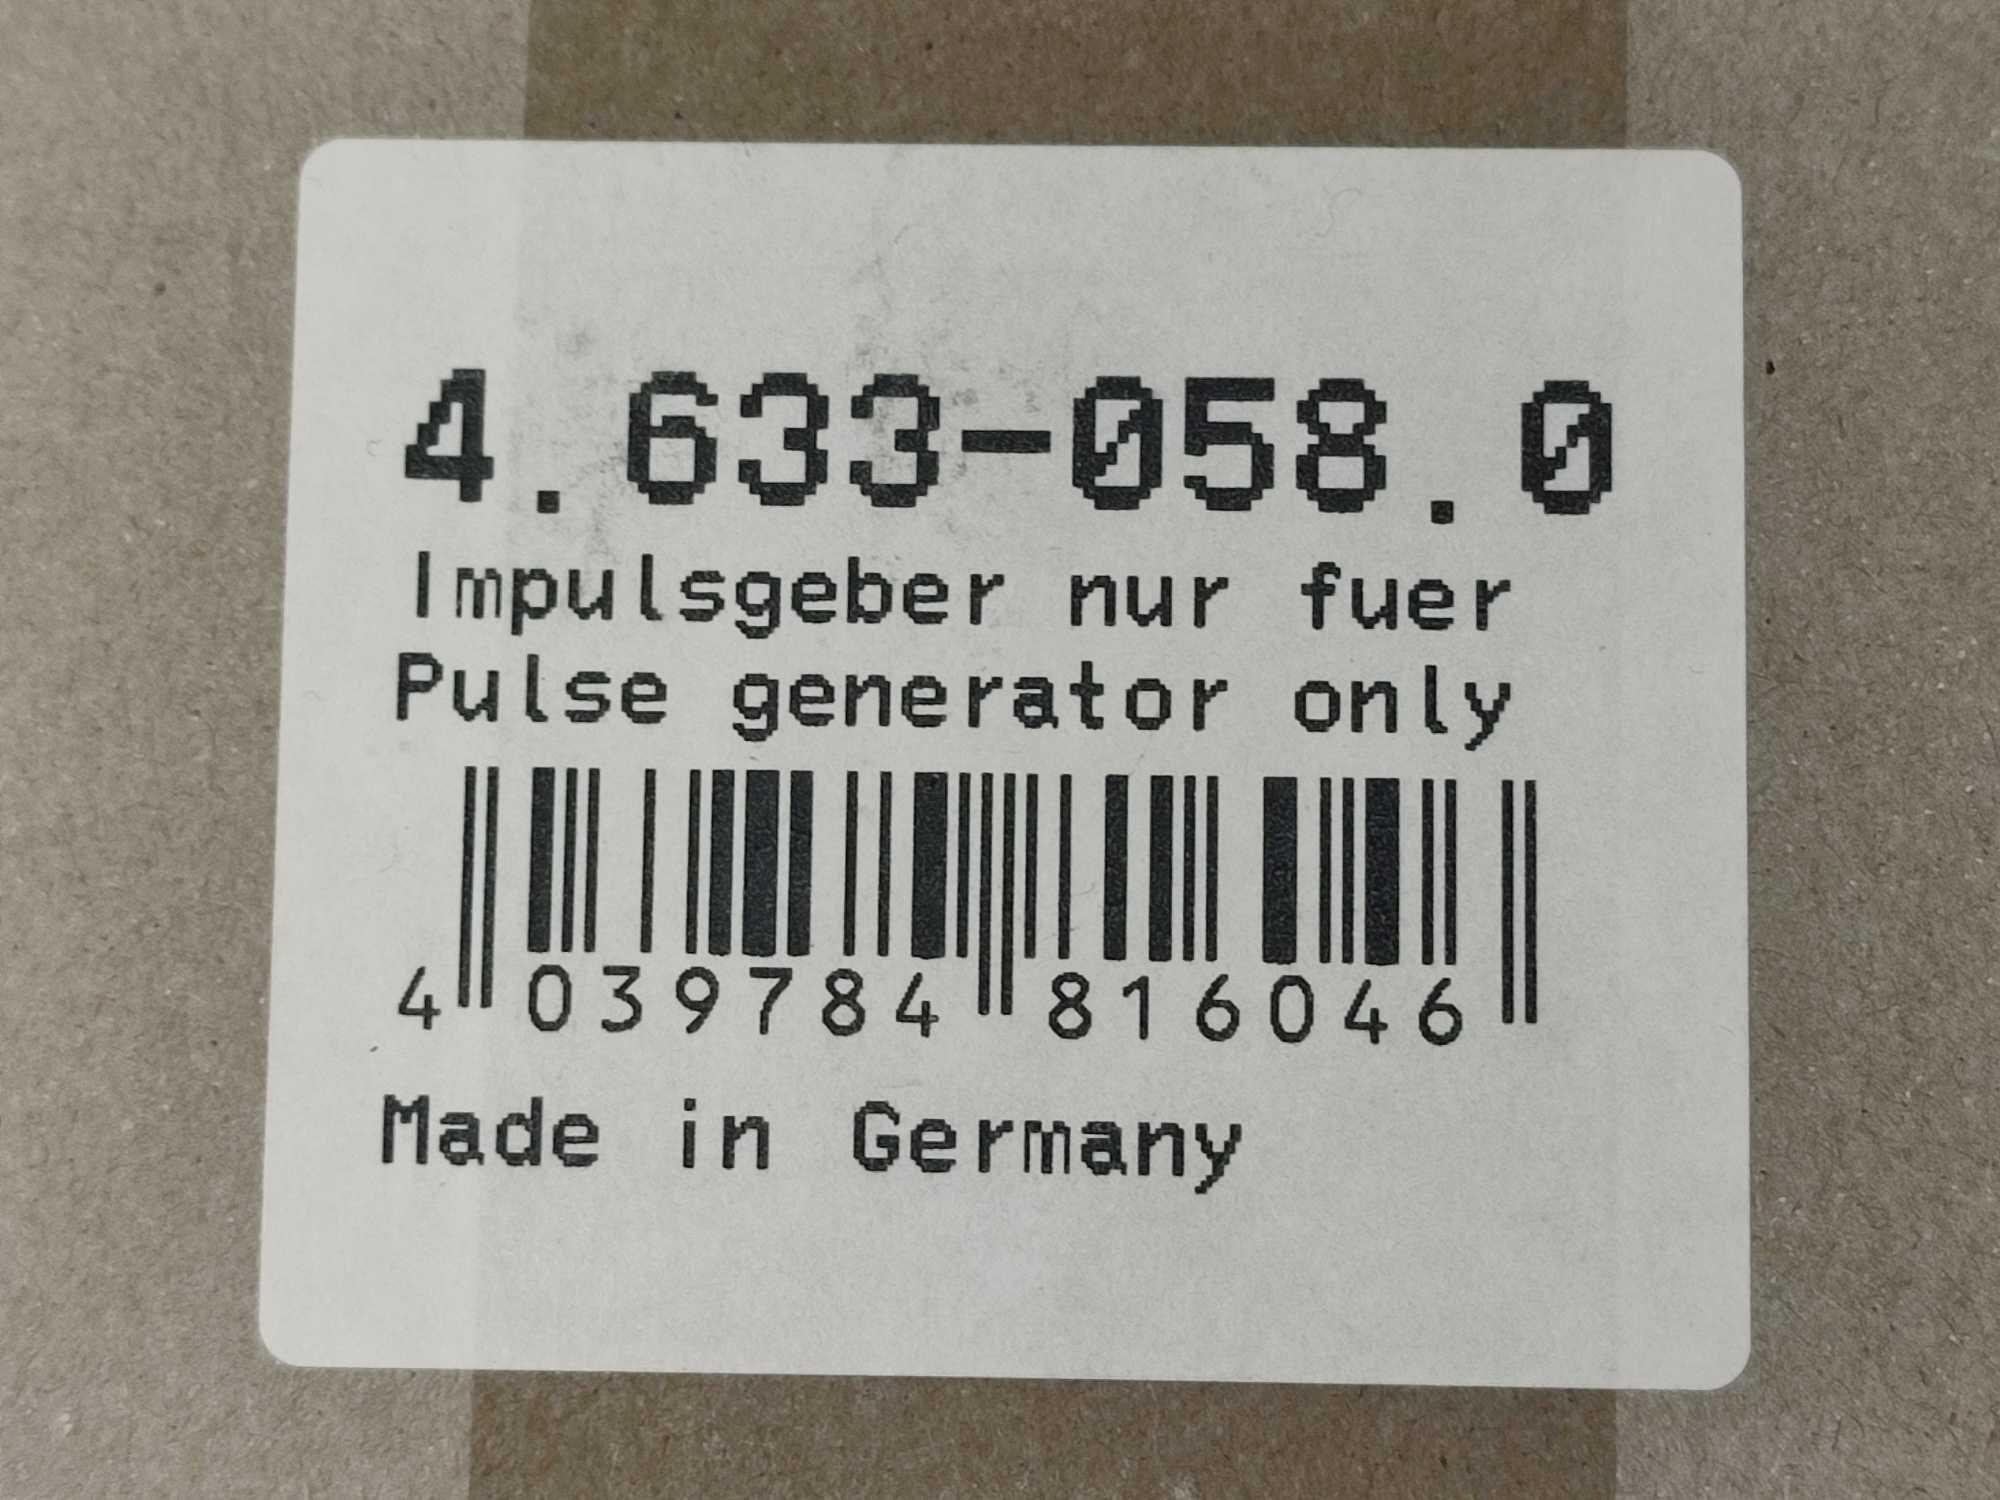 4.633-058.0
Impulsgeber nur fuer
Pulse generator only
4 039784 816046
Made in Germany